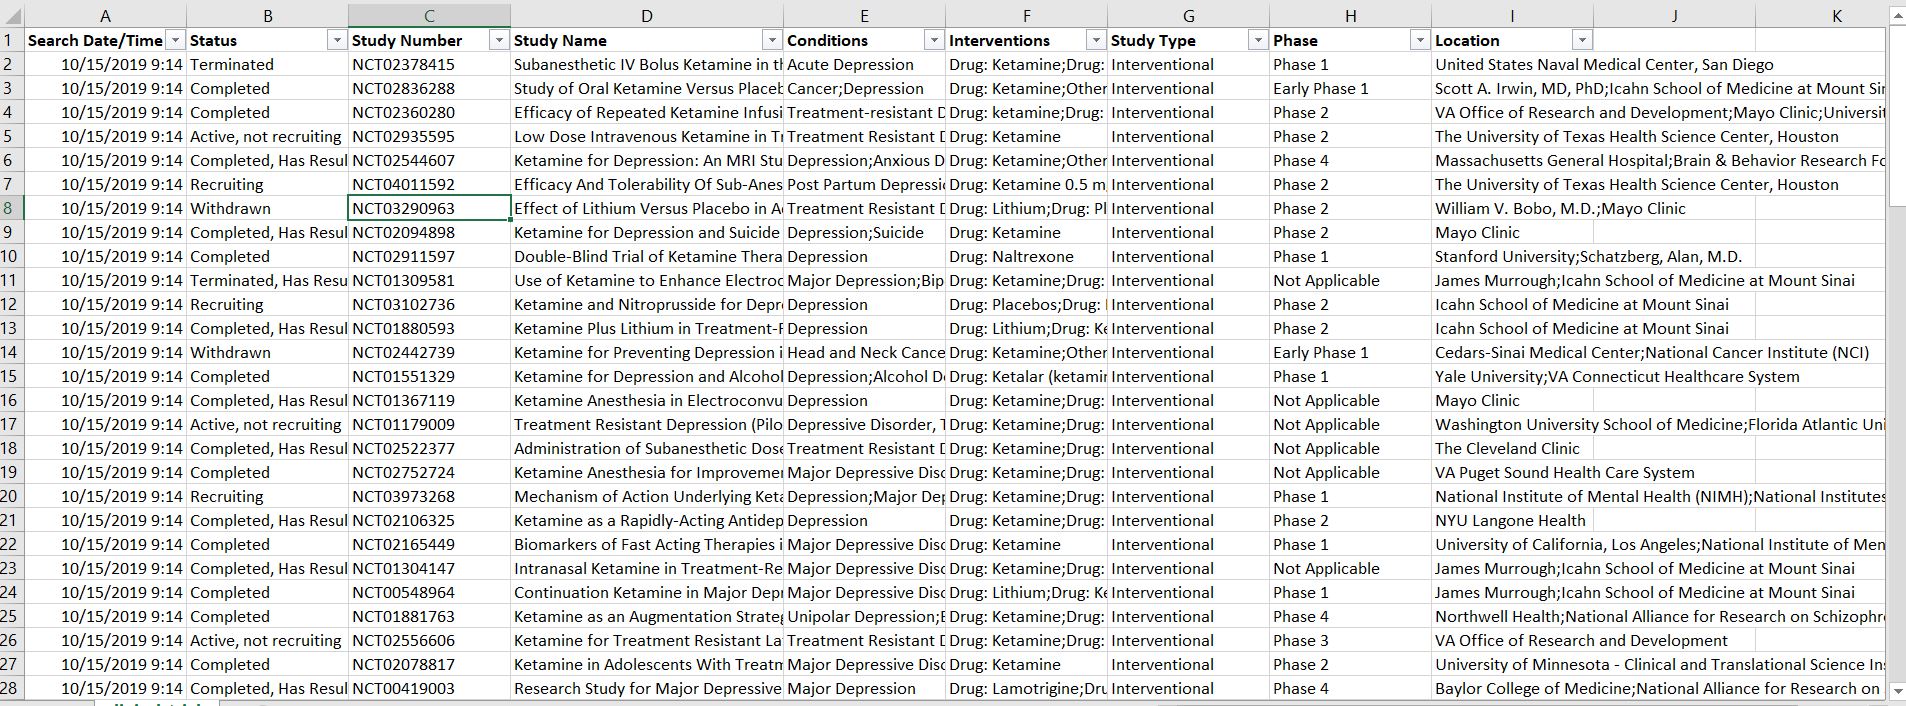 A B C D E F G H I J K
1 Search Date/Time Status Study Number Study Name Conditions Interventions Study Type Phase Location
2 10/15/2019 9:14 Terminated NCT02378415 Subanesthetic IV Bolus Ketamine in th Acute Depression Drug: Ketamine;Drug: Interventional Phase 1 United States Naval Medical Center, San Diego
3 10/15/2019 9:14 Completed NCT02836288 Study of Oral Ketamine Versus Placeb Cancer;Depression Drug: Ketamine;Other Interventional Early Phase 1 Scott A. Irwin, MD, PhD;Icahn School of Medicine at Mount Sin
4 10/15/2019 9:14 Completed NCT02360280 Efficacy of Repeated Ketamine Infusi Treatment-resistant D Drug: ketamine;Drug: Interventional Phase 2 VA Office of Research and Development;Mayo Clinic;Universit
5 10/15/2019 9:14 Active, not recruiting NCT02935595 Low Dose Intravenous Ketamine in Tr Treatment Resistant D Drug: Ketamine Interventional Phase 2 The University of Texas Health Science Center, Houston
6 10/15/2019 9:14 Completed, Has Resul NCT02544607 Ketamine for Depression: An MRI Stu Depression;Anxious D Drug: Ketamine;Other Interventional Phase 4 Massachusetts General Hospital;Brain & Behavior Research Fo
7 10/15/2019 9:14 Recruiting NCT04011592 Efficacy And Tolerability Of Sub-Anes Post Partum Depressi Drug: Ketamine 0.5 m Interventional Phase 2 The University of Texas Health Science Center, Houston
8 10/15/2019 9:14 Withdrawn NCT03290963 Effect of Lithium Versus Placebo in A Treatment Resistant D Drug: Lithium;Drug: Pl Interventional Phase 2 William V. Bobo, M.D.;Mayo Clinic
9 10/15/2019 9:14 Completed, Has Resul NCT02094898 Ketamine for Depression and Suicide Depression;Suicide Drug: Ketamine Interventional Phase 2 Mayo Clinic
10 10/15/2019 9:14 Completed NCT02911597 Double-Blind Trial of Ketamine Thera Depression Drug: Naltrexone Interventional Phase 1 Stanford University;Schatzberg, Alan, M.D.
11 10/15/2019 9:14 Terminated, Has Resu NCT01309581 Use of Ketamine to Enhance Electroc Major Depression;Bip Drug: Ketamine;Drug: Interventional Not Applicable James Murrough;Icahn School of Medicine at Mount Sinai
12 10/15/2019 9:14 Recruiting NCT03102736 Ketamine and Nitroprusside for Depr Depression Drug: Placebos;Drug: Interventional Phase 2 Icahn School of Medicine at Mount Sinai
13 10/15/2019 9:14 Completed, Has Resul NCT01880593 Ketamine Plus Lithium in Treatment-R Depression Drug: Lithium;Drug: Ke Interventional Phase 2 Icahn School of Medicine at Mount Sinai
14 10/15/2019 9:14 Withdrawn NCT02442739 Ketamine for Preventing Depression i Head and Neck Cance Drug: Ketamine;Other Interventional Early Phase 1 Cedars-Sinai Medical Center;National Cancer Institute (NCI)
15 10/15/2019 9:14 Completed NCT01551329 Ketamine for Depression and Alcohol Depression;Alcohol D Drug: Ketalar (ketamin Interventional Phase 1 Yale University;VA Connecticut Healthcare System
16 10/15/2019 9:14 Completed, Has Resul NCT01367119 Ketamine Anesthesia in Electroconvu Depression Drug: Ketamine;Drug: Interventional Not Applicable Mayo Clinic
17 10/15/2019 9:14 Active, not recruiting NCT01179009 Treatment Resistant Depression (Pilo Depressive Disorder, T Drug: Ketamine;Drug: Interventional Not Applicable Washington University School of Medicine;Florida Atlantic Uni
18 10/15/2019 9:14 Completed, Has Resul NCT02522377 Administration of Subanesthetic Dose Treatment Resistant D Drug: Ketamine;Drug: Interventional Not Applicable The Cleveland Clinic
19 10/15/2019 9:14 Completed NCT02752724 Ketamine Anesthesia for Improvemen Major Depressive Diso Drug: Ketamine;Drug: Interventional Not Applicable VA Puget Sound Health Care System
20 10/15/2019 9:14 Recruiting NCT03973268 Mechanism of Action Underlying Keta Depression;Major Dep Drug: Ketamine;Drug: Interventional Phase 1 National Institute of Mental Health (NIMH);National Institutes
21 10/15/2019 9:14 Completed, Has Resul NCT02106325 Ketamine as a Rapidly-Acting Antidep Depression Drug: Ketamine;Drug: Interventional Phase 2 NYU Langone Health
22 10/15/2019 9:14 Completed NCT02165449 Biomarkers of Fast Acting Therapies i Major Depressive Diso Drug: Ketamine Interventional Phase 1 University of California, Los Angeles;National Institute of Men
23 10/15/2019 9:14 Completed, Has Resul NCT01304147 Intranasal Ketamine in Treatment-Re Major Depressive Diso Drug: Ketamine;Drug: Interventional Not Applicable James Murrough;Icahn School of Medicine at Mount Sinai
24 10/15/2019 9:14 Completed NCT00548964 Continuation Ketamine in Major Depr Major Depressive Diso Drug: Lithium;Drug: Ke Interventional Phase 1 James Murrough;Icahn School of Medicine at Mount Sinai
25 10/15/2019 9:14 Completed NCT01881763 Ketamine as an Augmentation Strateg Unipolar Depression;B Drug: Ketamine;Drug: Interventional Phase 4 Northwell Health;National Alliance for Research on Schizophre
26 10/15/2019 9:14 Active, not recruiting NCT02556606 Ketamine for Treatment Resistant La Treatment Resistant D Drug: Ketamine;Drug: Interventional Phase 3 VA Office of Research and Development
27 10/15/2019 9:14 Completed NCT02078817 Ketamine in Adolescents With Treatm Major Depressive Diso Drug: Ketamine Interventional Phase 2 University of Minnesota - Clinical and Translational Science Ins
28 10/15/2019 9:14 Completed, Has Resul NCT00419003 Research Study for Major Depressive Major Depression Drug: Lamotrigine;Dru Interventional Phase 4 Baylor College of Medicine;National Alliance for Research on